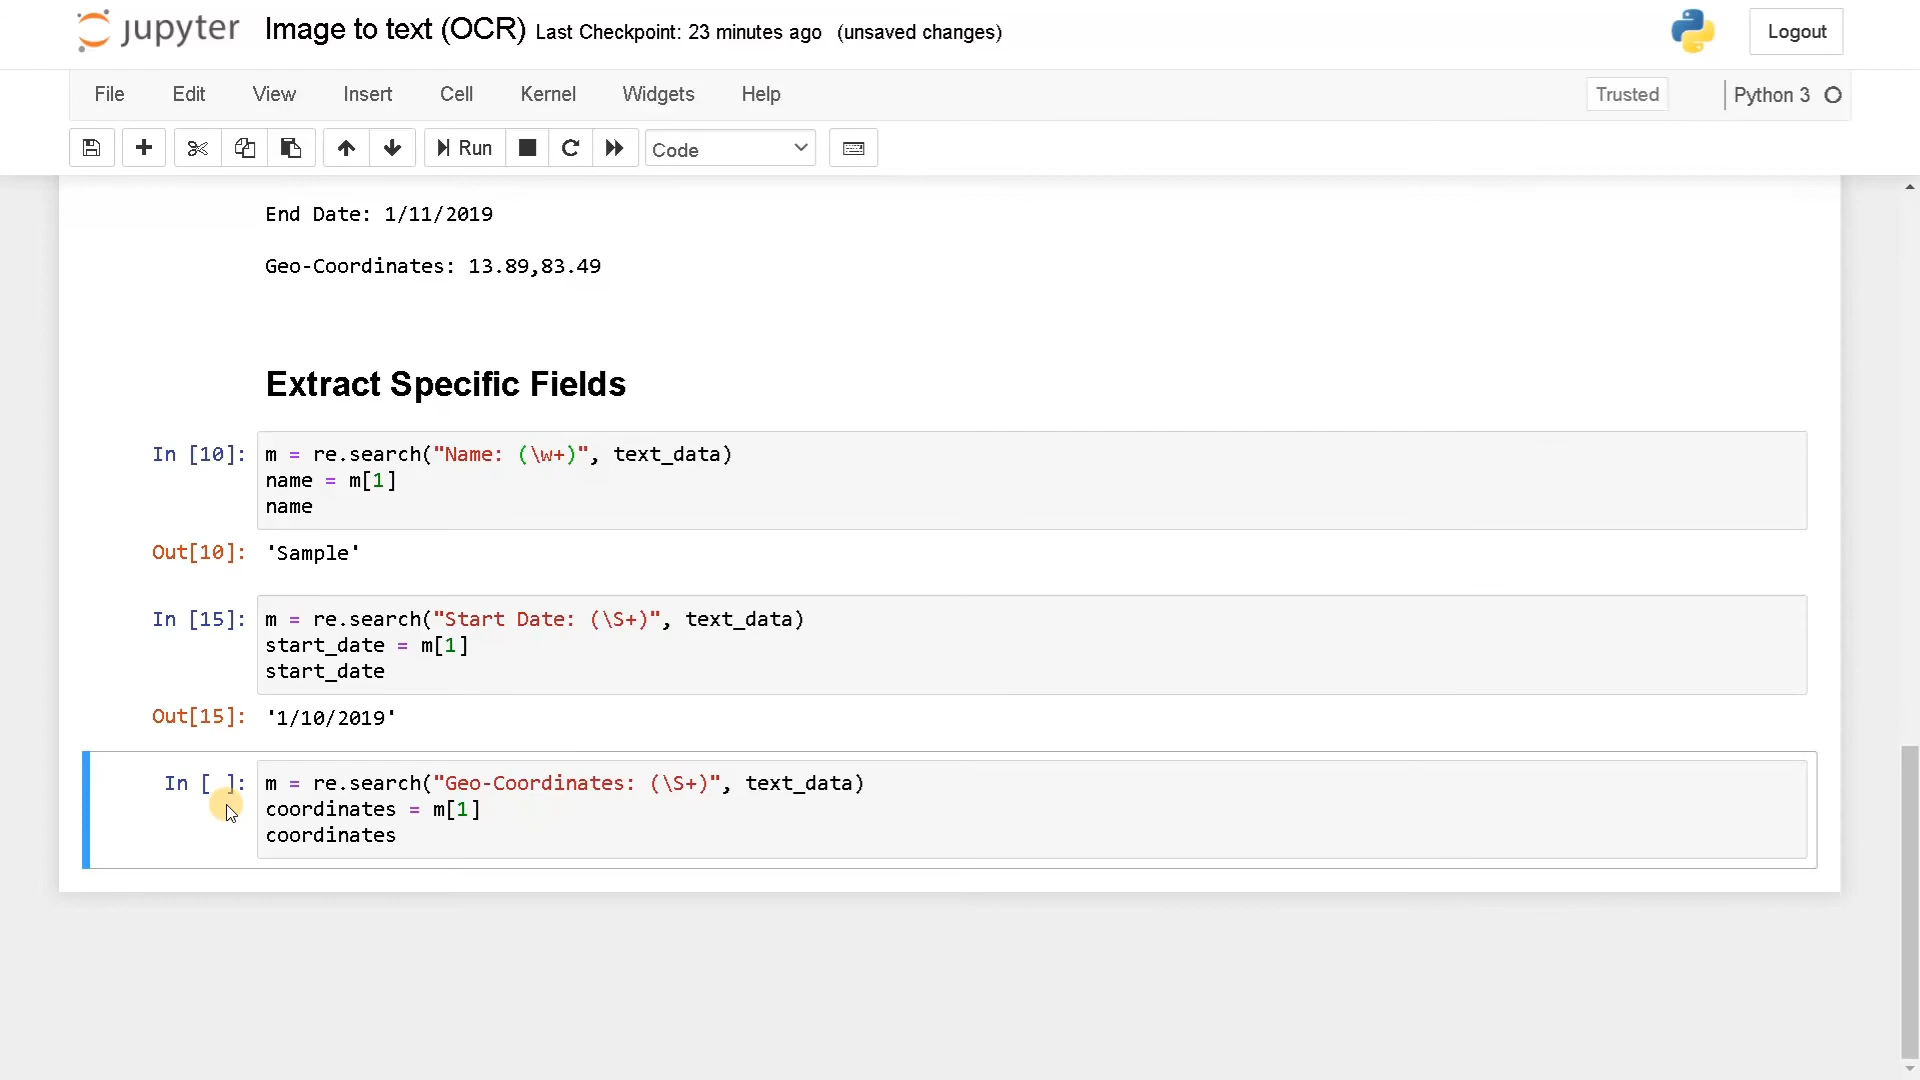 jupyter Image to text (OCR) Last Checkpoint: 23 minutes ago (unsaved changes) Logout
File Edit View Insert Cell Kernel Widgets Help Trusted Python 3
Run Code
End Date: 1/11/2019
Geo-Coordinates: 13.89,83.49
Extract Specific Fields
In [10]: m = re.search("Name: (\w+)", text_data)
name = m[1]
name
Out[10]: 'Sample'
In [15]: m = re.search("Start Date: (\S+)", text_data)
start_date = m[1]
start_date
Out[15]: '1/10/2019'
In [ ]: m = re.search("Geo-Coordinates: (\S+)", text_data)
coordinates = m[1]
coordinates